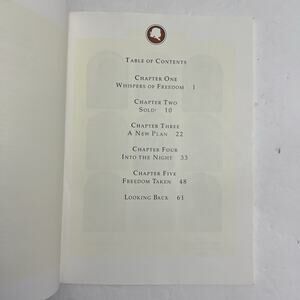 TABLE OF CONTENTS
CHAPTER ONE
WHISPERS OF FREEDOM 1
CHAPTER TWO
SOLD! 10
CHAPTER THREE
A NEW PLAN 22
CHAPTER FOUR
INTO THE NIGHT 33
CHAPTER FIVE
FREEDOM TAKEN 48
LOOKING BACK 61